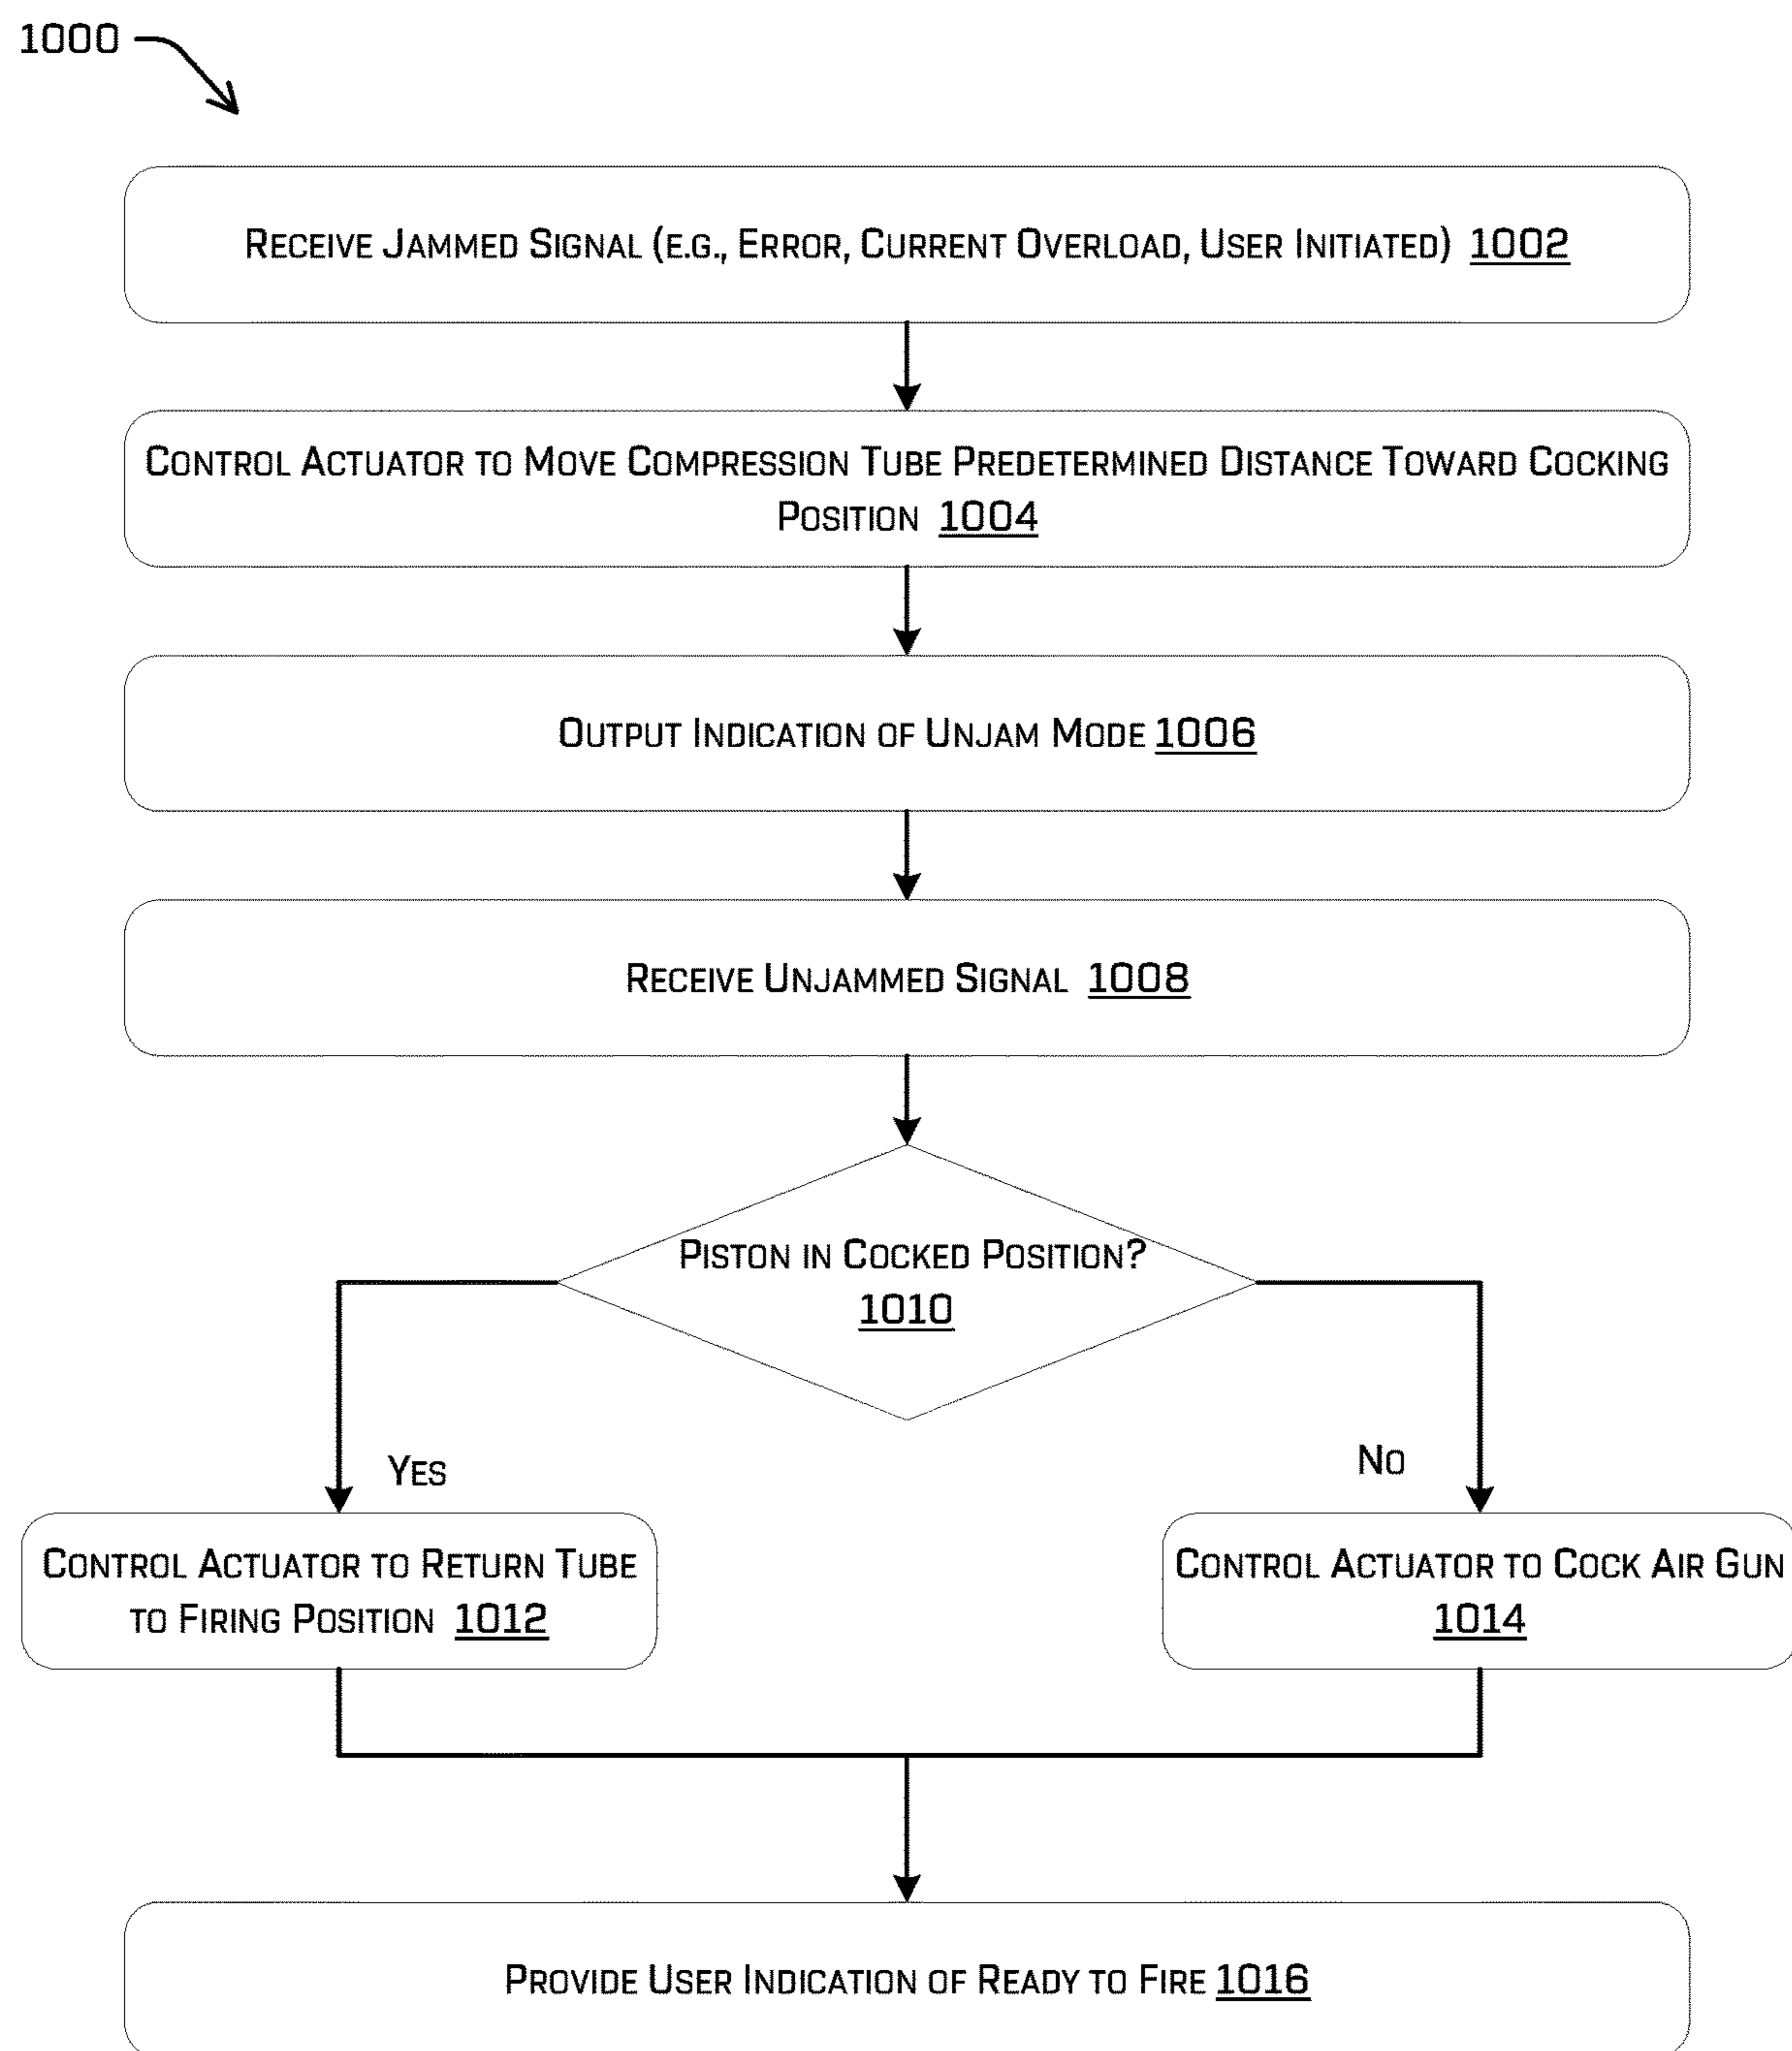 1000
Receive Jammed Signal (e.g., Error, Current Overload, User Initiated) 1002
Control Actuator to Move Compression Tube Predetermined Distance Toward Cocking
Position 1004
Output Indication of Unjam Mode 1006
Receive Unjammed Signal 1008
Piston in Cocked Position?
1010
Yes
No
Control Actuator to Return Tube
to Firing Position 1012
Control Actuator to Cock Air Gun
1014
Provide User Indication of Ready to Fire 1016